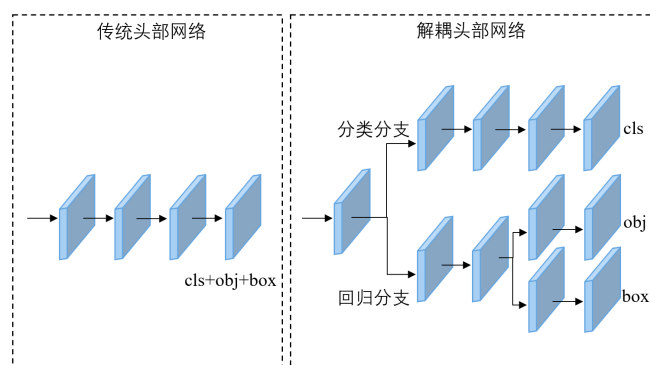 传统头部网络
cls+obj+box
解耦头部网络
分类分支
cls
obj
回归分支
box